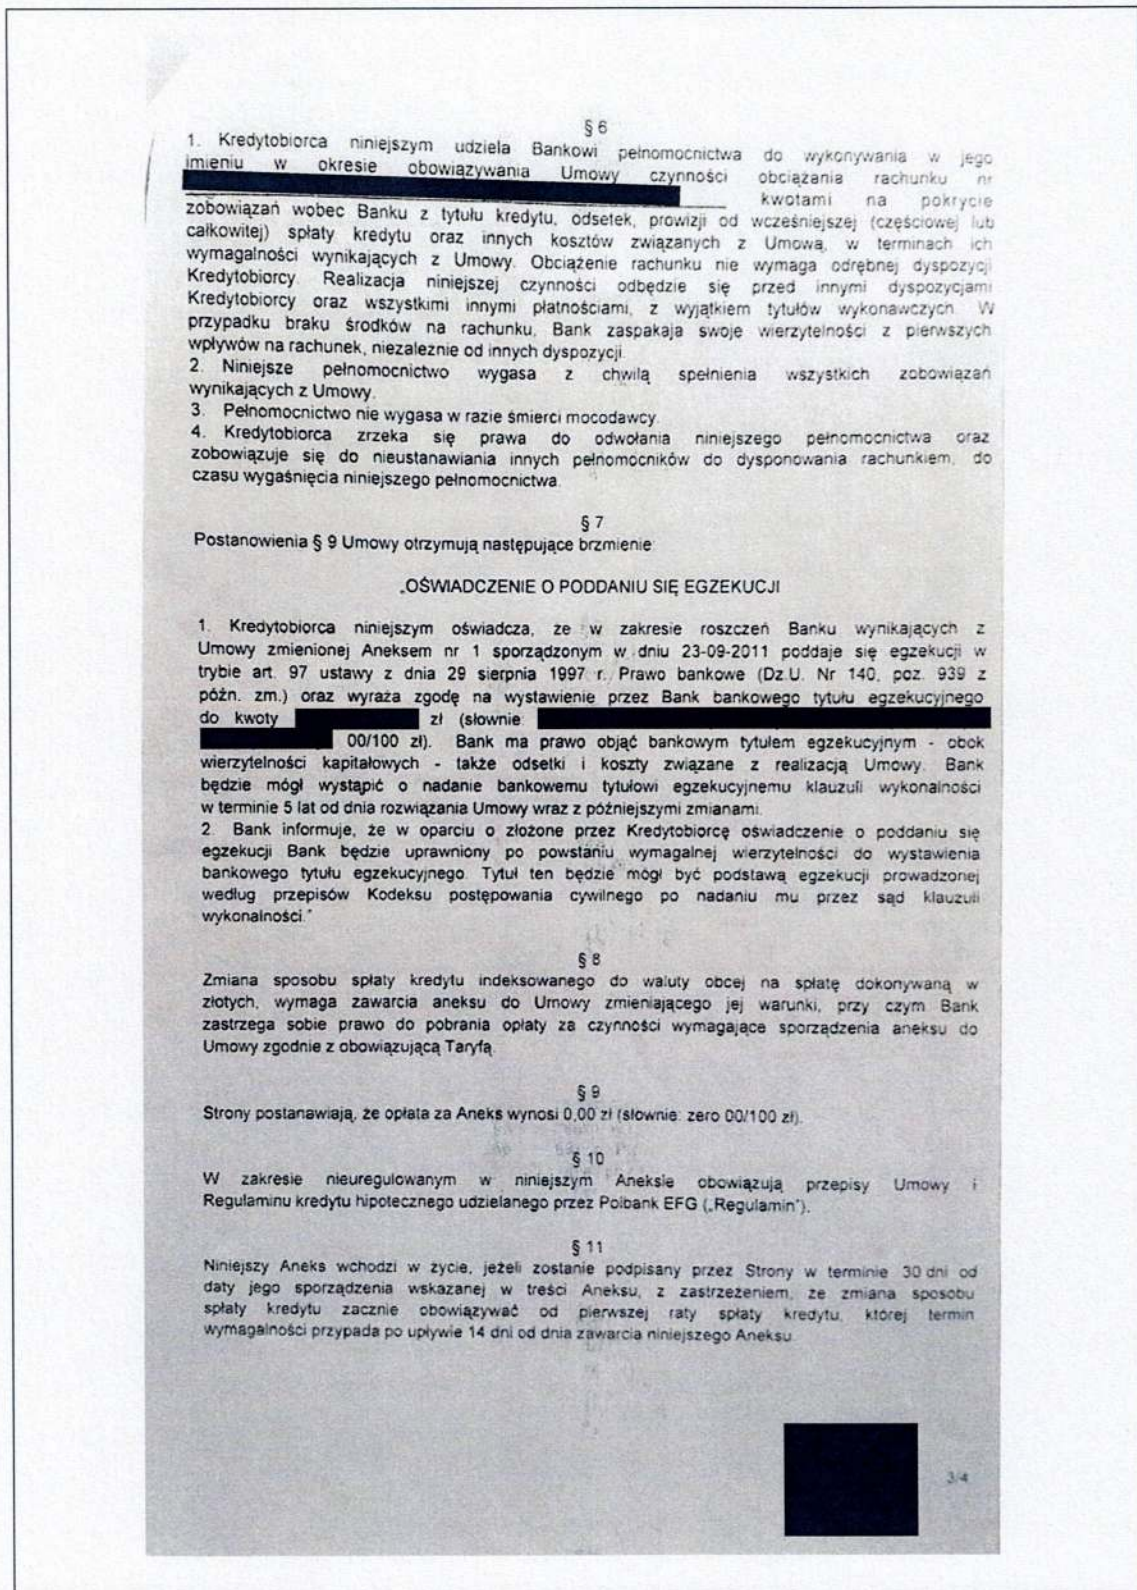 § 6
1. Kredytobiorca niniejszym udziela Bankowi pełnomocnictwa do wykonywania w jego
imieniu w okresie obowiązywania Umowy czynności obciążania rachunku nr
kwotami na pokrycie
zobowiązań wobec Banku z tytułu kredytu, odsetek, prowizji od wcześniejszej (częściowej lub
całkowitej) spłaty kredytu oraz innych kosztów związanych z Umową, w terminach ich
wymagalności wynikających z Umowy. Obciążenie rachunku nie wymaga odrębnej dyspozycji
Kredytobiorcy. Realizacja niniejszej czynności odbędzie się przed innymi dyspozycjami
Kredytobiorcy oraz wszystkimi innymi płatnościami, z wyjątkiem tytułów wykonawczych. W
przypadku braku środków na rachunku, Bank zaspakaja swoje wierzytelności z pierwszych
wpływów na rachunek, niezależnie od innych dyspozycji.
2. Niniejsze pełnomocnictwo wygasa z chwilą spełnienia wszystkich zobowiązań
wynikających z Umowy.
3. Pełnomocnictwo nie wygasa w razie śmierci mocodawcy.
4. Kredytobiorca zrzeka się prawa do odwołania niniejszego pełnomocnictwa oraz
zobowiązuje się do nieustanawiania innych pełnomocników do dysponowania rachunkiem, do
czasu wygaśnięcia niniejszego pełnomocnictwa.
§ 7
Postanowienia § 9 Umowy otrzymują następujące brzmienie:
„OŚWIADCZENIE O PODDANIU SIĘ EGZEKUCJI
1. Kredytobiorca niniejszym oświadcza, że w zakresie roszczeń Banku wynikających z
Umowy zmienionej Aneksem nr 1 sporządzonym w dniu 23-09-2011 poddaje się egzekucji w
trybie art. 97 ustawy z dnia 29 sierpnia 1997 r. Prawo bankowe (Dz.U. Nr 140, poz. 939 z
późn. zm.) oraz wyraża zgodę na wystawienie przez Bank bankowego tytułu egzekucyjnego
do kwoty zł (słownie:
00/100 zł). Bank ma prawo objąć bankowym tytułem egzekucyjnym - obok
wierzytelności kapitałowych - także odsetki i koszty związane z realizacją Umowy. Bank
będzie mógł wystąpić o nadanie bankowemu tytułowi egzekucyjnemu klauzuli wykonalności
w terminie 5 lat od dnia rozwiązania Umowy wraz z późniejszymi zmianami.
2. Bank informuje, że w oparciu o złożone przez Kredytobiorcę oświadczenie o poddaniu się
egzekucji Bank będzie uprawniony po powstaniu wymagalnej wierzytelności do wystawienia
bankowego tytułu egzekucyjnego. Tytuł ten będzie mógł być podstawą egzekucji prowadzonej
według przepisów Kodeksu postępowania cywilnego po nadaniu mu przez sąd klauzuli
wykonalności."
§ 8
Zmiana sposobu spłaty kredytu indeksowanego do waluty obcej na spłatę dokonywaną w
złotych, wymaga zawarcia aneksu do Umowy zmieniającego jej warunki, przy czym Bank
zastrzega sobie prawo do pobrania opłaty za czynności wymagające sporządzenia aneksu do
Umowy zgodnie z obowiązującą Taryfą.
§ 9
Strony postanawiają, że opłata za Aneks wynosi 0,00 zł (słownie: zero 00/100 zł).
§ 10
W zakresie nieuregulowanym w niniejszym Aneksie obowiązują przepisy Umowy i
Regulaminu kredytu hipotecznego udzielanego przez Polbank EFG („Regulamin").
§ 11
Niniejszy Aneks wchodzi w życie, jeżeli zostanie podpisany przez Strony w terminie 30 dni od
daty jego sporządzenia wskazanej w treści Aneksu, z zastrzeżeniem, że zmiana sposobu
spłaty kredytu zacznie obowiązywać od pierwszej raty spłaty kredytu, której termin
wymagalności przypada po upływie 14 dni od dnia zawarcia niniejszego Aneksu.
3/4